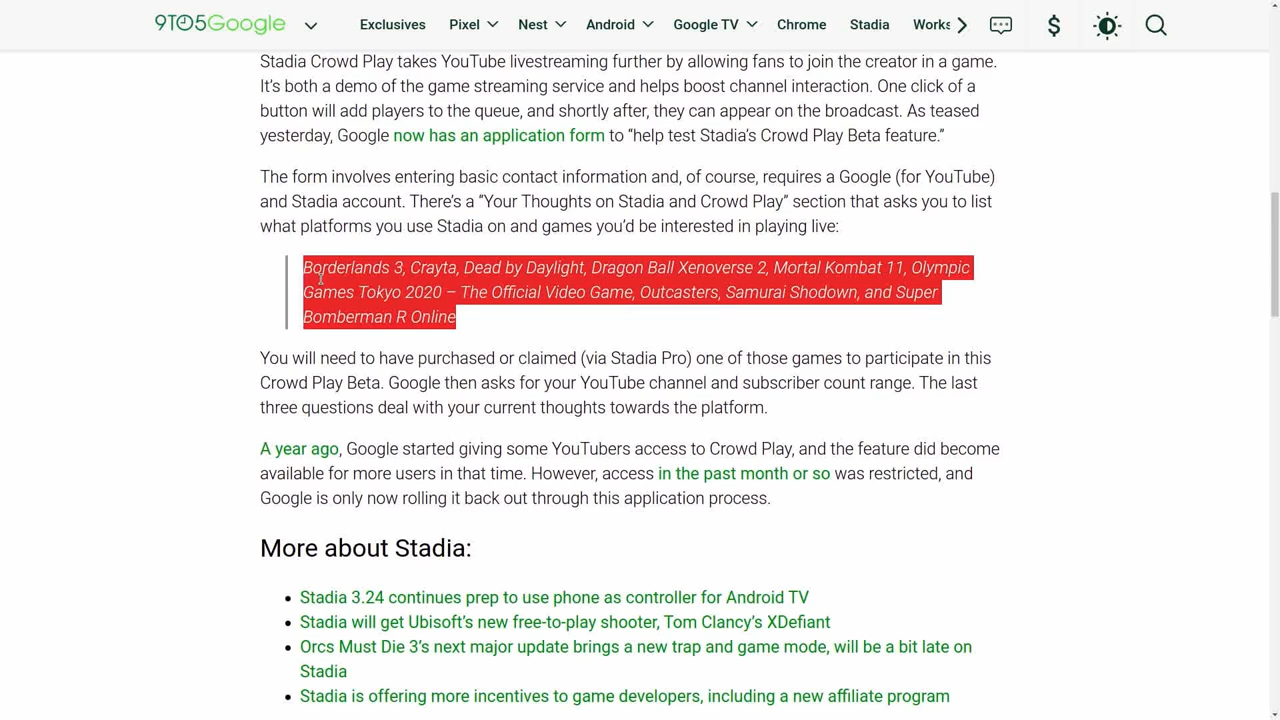 9TO5Google
Exclusives Pixel Nest Android Google TV Chrome Stadia Works
Stadia Crowd Play takes YouTube livestreaming further by allowing fans to join the creator in a game.
It’s both a demo of the game streaming service and helps boost channel interaction. One click of a
button will add players to the queue, and shortly after, they can appear on the broadcast. As teased
yesterday, Google now has an application form to “help test Stadia’s Crowd Play Beta feature.”
The form involves entering basic contact information and, of course, requires a Google (for YouTube)
and Stadia account. There’s a “Your Thoughts on Stadia and Crowd Play” section that asks you to list
what platforms you use Stadia on and games you’d be interested in playing live:
Borderlands 3, Crayta, Dead by Daylight, Dragon Ball Xenoverse 2, Mortal Kombat 11, Olympic
Games Tokyo 2020 – The Official Video Game, Outcasters, Samurai Shodown, and Super
Bomberman R Online
You will need to have purchased or claimed (via Stadia Pro) one of those games to participate in this
Crowd Play Beta. Google then asks for your YouTube channel and subscriber count range. The last
three questions deal with your current thoughts towards the platform.
A year ago, Google started giving some YouTubers access to Crowd Play, and the feature did become
available for more users in that time. However, access in the past month or so was restricted, and
Google is only now rolling it back out through this application process.
More about Stadia:
• Stadia 3.24 continues prep to use phone as controller for Android TV
• Stadia will get Ubisoft’s new free-to-play shooter, Tom Clancy’s XDefiant
• Orcs Must Die 3’s next major update brings a new trap and game mode, will be a bit late on
Stadia
• Stadia is offering more incentives to game developers, including a new affiliate program